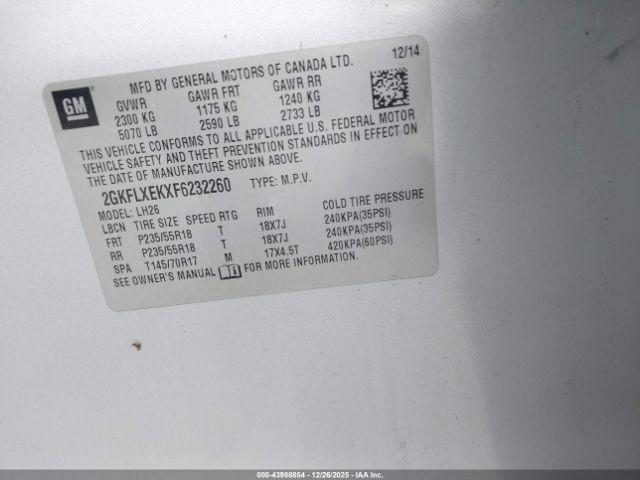 GM
MFD BY GENERAL MOTORS OF CANADA LTD. 12/14
GVWR GAWR FRT GAWR RR
2300 KG 1175 KG 1240 KG
5070 LB 2590 LB 2733 LB
THIS VEHICLE CONFORMS TO ALL APPLICABLE U.S. FEDERAL MOTOR
VEHICLE SAFETY AND THEFT PREVENTION STANDARDS IN EFFECT ON
THE DATE OF MANUFACTURE SHOWN ABOVE.
2GKFLXEKXF6232260 TYPE: M.P.V.
MODEL: LH26
LBCN TIRE SIZE SPEED RTG RIM COLD TIRE PRESSURE
FRT P235/55R18 T 18X7J 240KPA(35PSI)
RR P235/55R18 T 18X7J 240KPA(35PSI)
SPA T145/70R17 M 17X4.5T 420KPA(60PSI)
SEE OWNER'S MANUAL i FOR MORE INFORMATION.
000-43988854 - 12/26/2025 - IAAI.CA